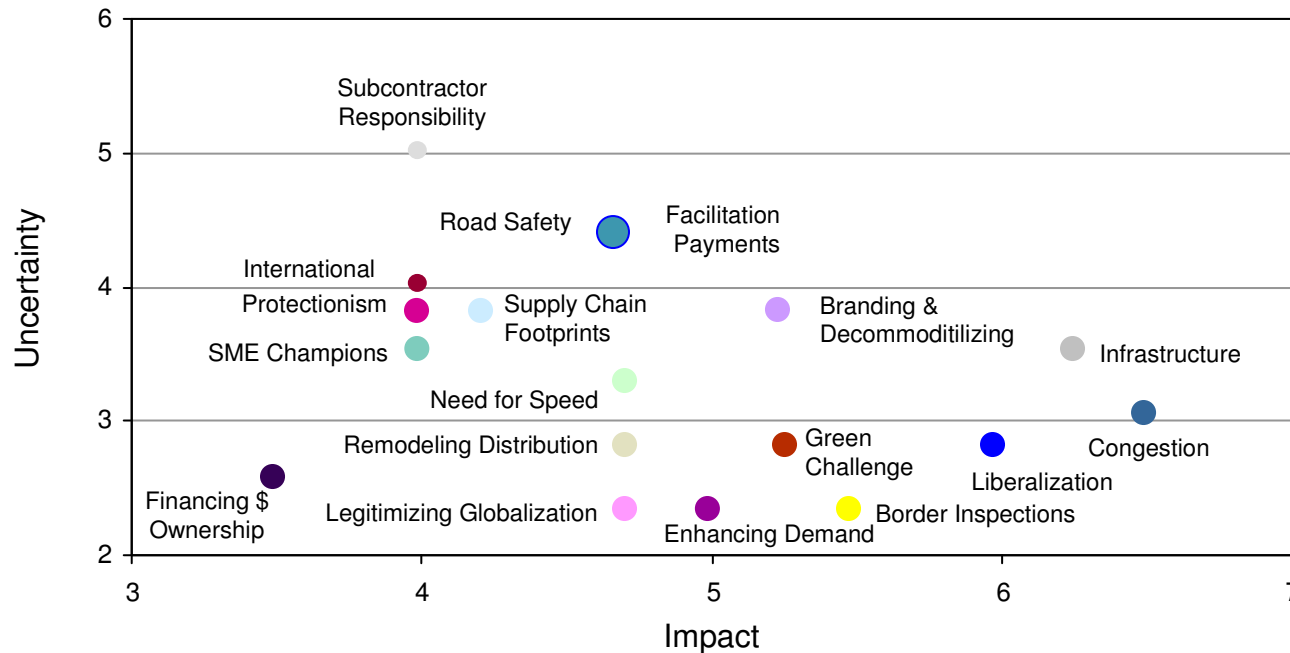 6
Subcontractor
Responsibility
5
Road Safety
Facilitation
Payments
International
4
Protectionism
Supply Chain
Footprints
Branding &
Decommoditilizing
SME Champions
Infrastructure
Need for Speed
3
Remodeling Distribution
Green
Challenge
Congestion
Liberalization
Financing $
Ownership
Legitimizing Globalization
Border Inspections
Enhancing Demand
2
3
4
5
6
7
Uncertainty
Impact